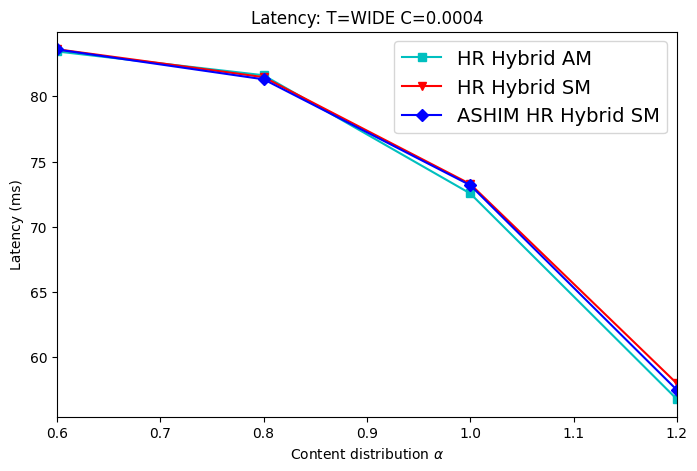 Latency: T=WIDE C=0.0004
HR Hybrid AM
HR Hybrid SM
ASHIM HR Hybrid SM
Latency (ms)
80
75
70
65
60
0.6 0.7 0.8 0.9 1.0 1.1 1.2
Content distribution α